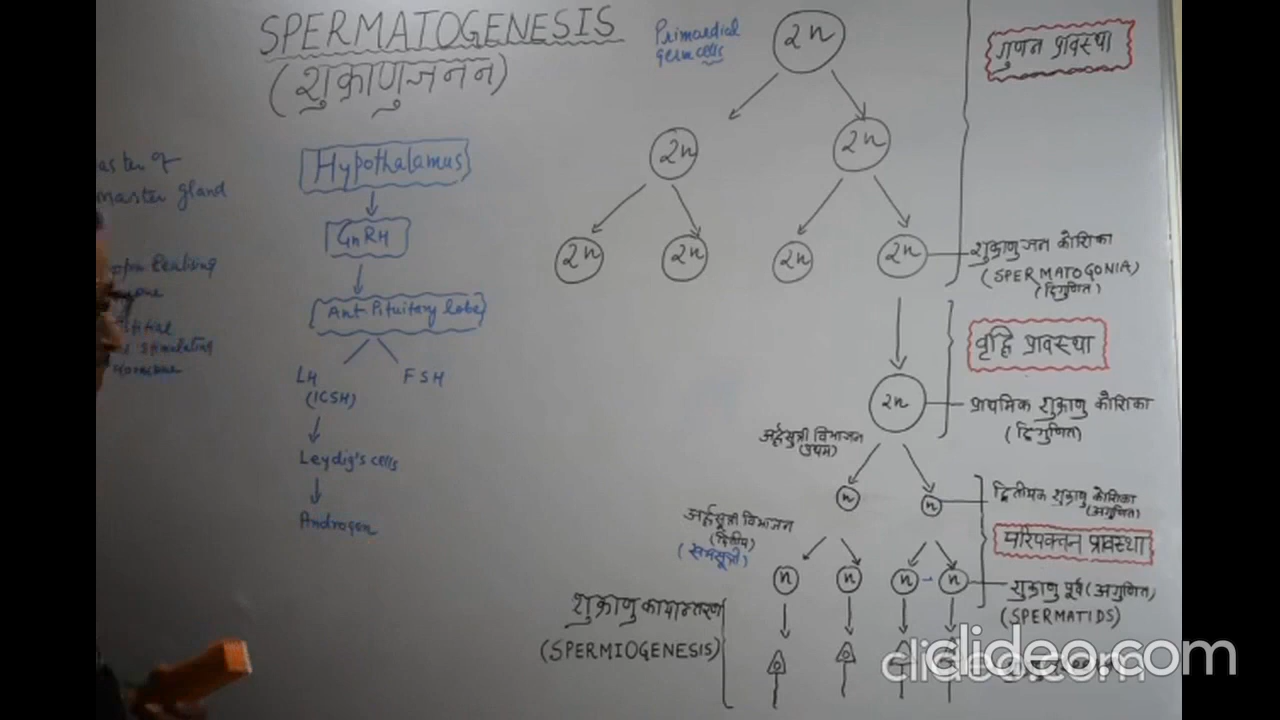 SPERMATOGENESIS
(शुक्राणुजनन)
Primardial
germ cells
2n
गुणन प्रावस्था
master gland
Hypothalamus
2n
2n
GnRH
2n
2n
2n
2n
शुक्राणुजन कोशिका
(SPERMATOGONIA)
(द्विगुणित)
Ant Pituitary lobe
वृद्धि प्रावस्था
stimulating
LH
FSH
(ICSH)
2n
प्राथमिक शुक्राणु कोशिका
(द्विगुणित)
अर्द्धसूत्री विभाजन
(प्रथम)
Leydig's cells
n
n
द्वितीयक शुक्राणु कोशिका
(अगुणित)
Androgen
अर्द्धसूत्री विभाजन
(द्वितीय)
(समसूत्री)
परिपक्वन प्रावस्था
n
n
n
n
शुक्राणु पूर्व (अगुणित)
(SPERMATIDS)
शुक्राणु कायान्तरण
(SPERMIOGENESIS)
clideo.com